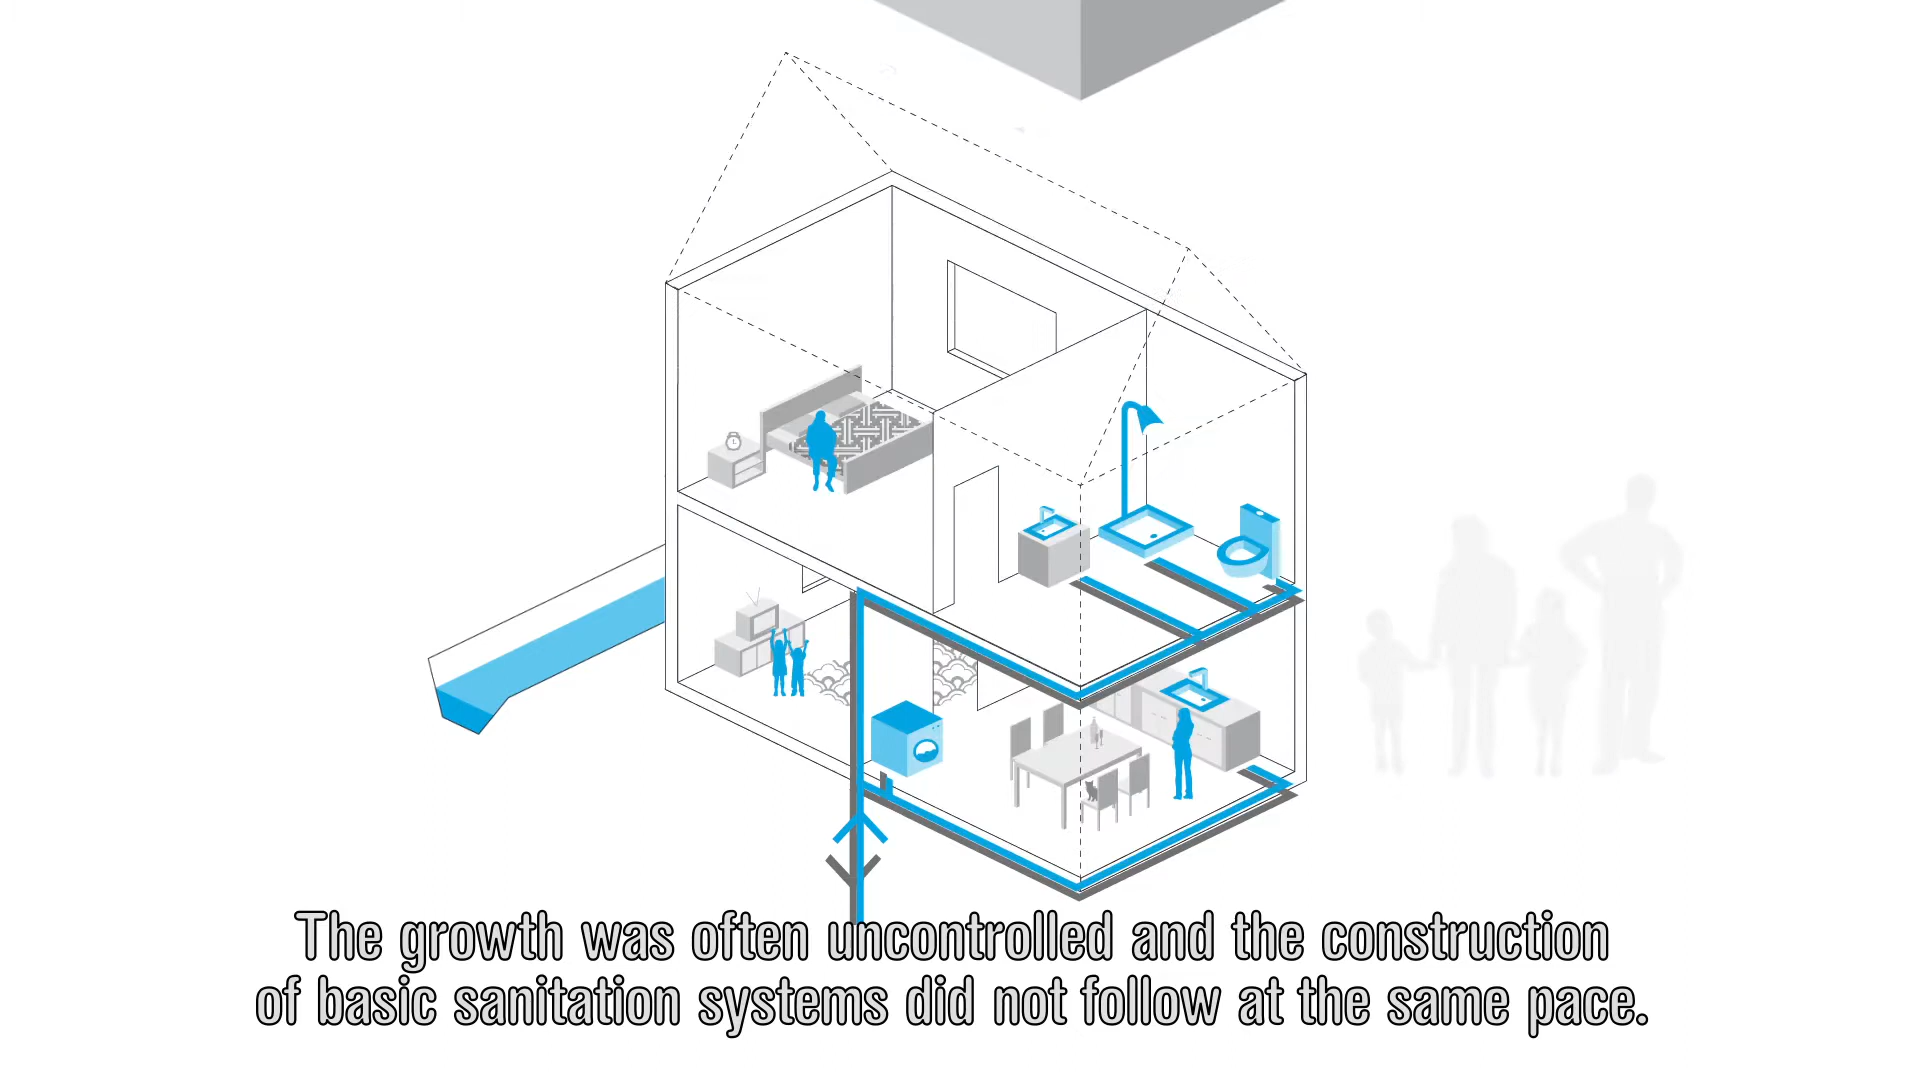 The growth was often uncontrolled and the construction
of basic sanitation systems did not follow at the same pace.